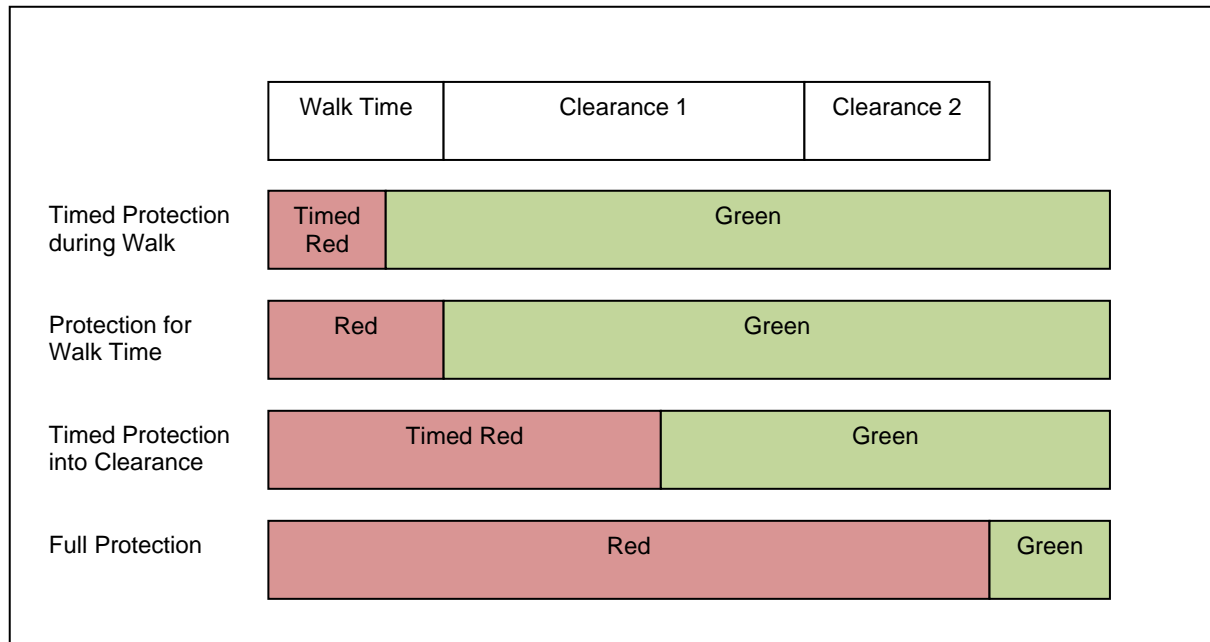 Walk Time Clearance 1 Clearance 2
Timed Protection
during Walk
Timed
Red
Green
Protection for
Walk Time
Red
Green
Timed Protection
into Clearance
Timed Red
Green
Full Protection
Red
Green